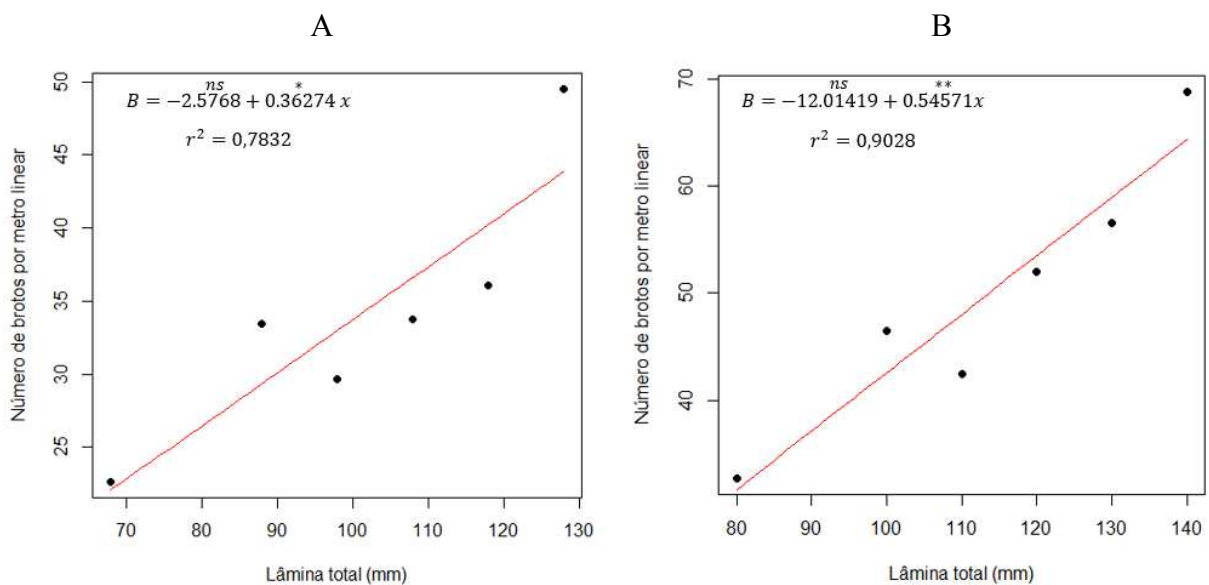 A
Número de brotos por metro linear
50
45
40
35
30
25
ns *
B = −2.5768 + 0.36274 x
r² = 0,7832
70 80 90 100 110 120 130
Lâmina total (mm)
B
Número de brotos por metro linear
70
60
50
40
ns **
B = −12.01419 + 0.54571x
r² = 0,9028
80 90 100 110 120 130 140
Lâmina total (mm)